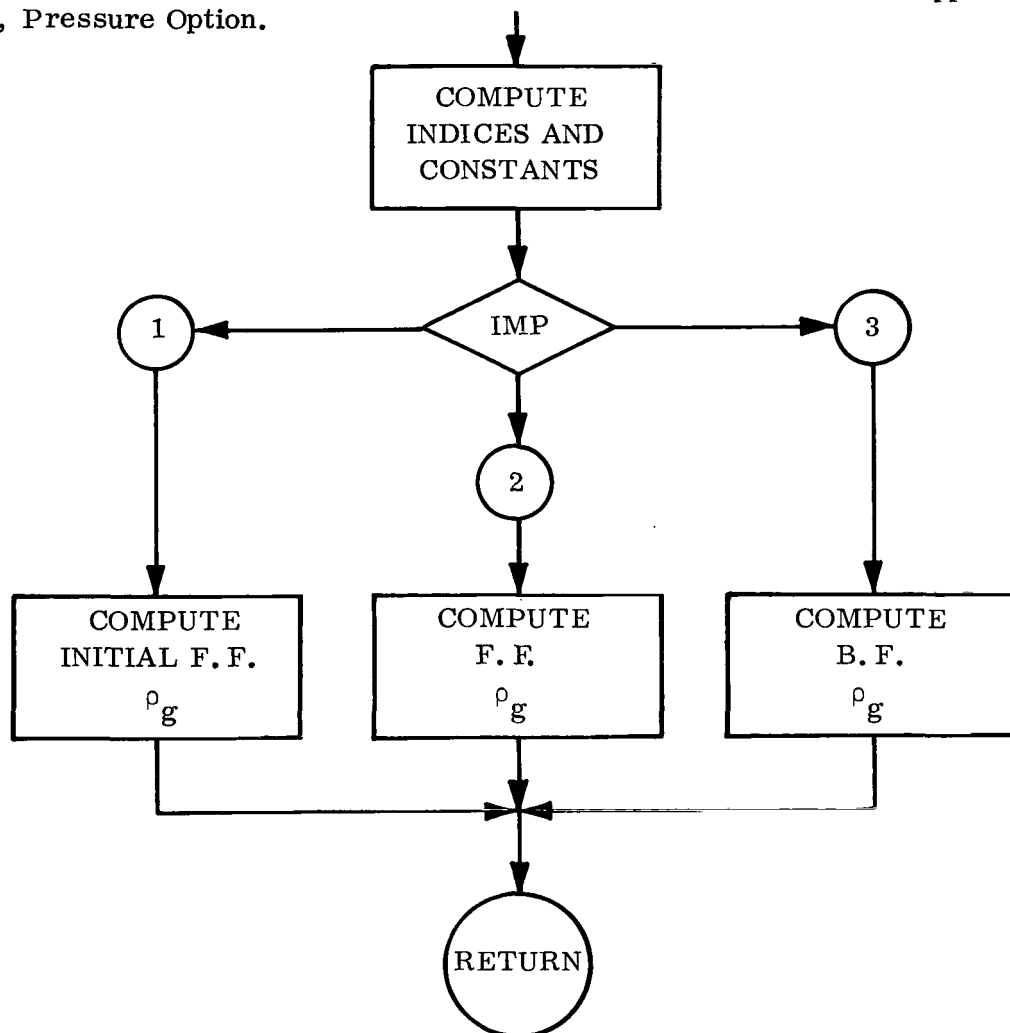 , Pressure Option.
COMPUTE
INDICES AND
CONSTANTS
IMP
1
3
2
COMPUTE
INITIAL F. F.
ρg
COMPUTE
F. F.
ρg
COMPUTE
B. F.
ρg
RETURN